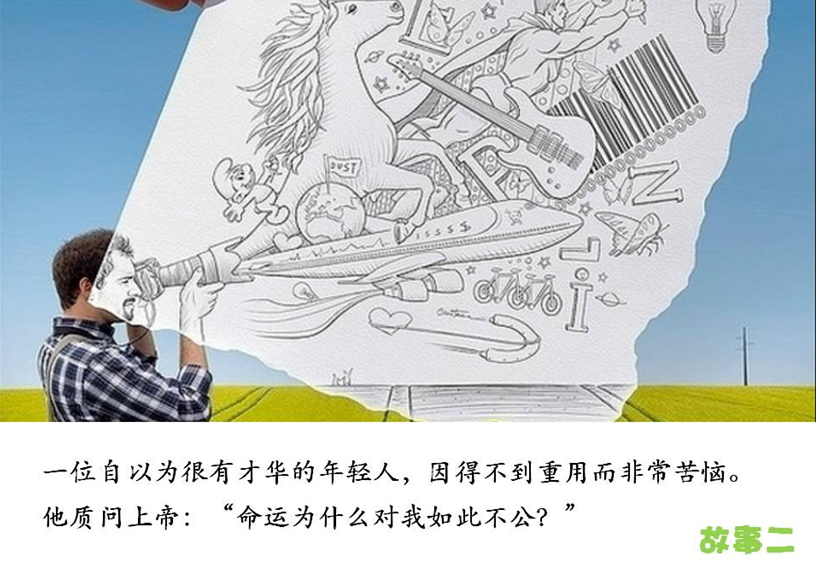 DUST
N
一位自以为很有才华的年轻人，因得不到重用而非常苦恼。
他质问上帝：“命运为什么对我如此不公？”
故事二